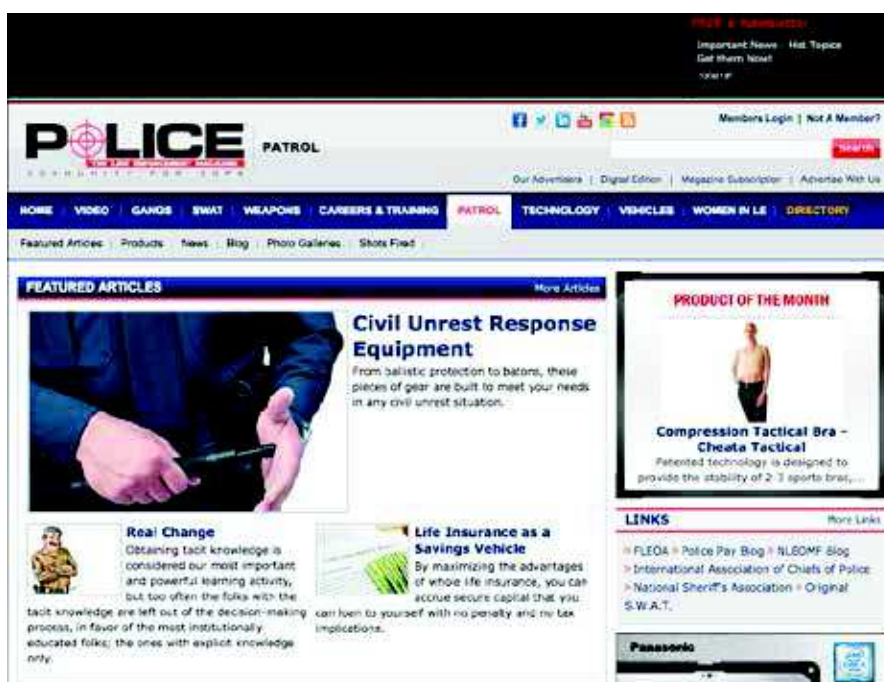 FREE e-Newsletter
Important News Hot Topics
Get them Now!
POLICE
THE LAW ENFORCEMENT MAGAZINE
COMMUNITY FOR COPS
PATROL
Members Login | Not A Member?
Search
Our Advertisers | Digital Edition | Magazine Subscription | Advertise With Us
HOME VIDEO GANGS SWAT WEAPONS CAREERS & TRAINING PATROL TECHNOLOGY VEHICLES WOMEN IN LE DIRECTORY
Featured Articles Products News Blog Photo Galleries Shots Fired
FEATURED ARTICLES More Articles
Civil Unrest Response
Equipment
From ballistic protection to batons, these
pieces of gear are built to meet your needs
in any civil unrest situation.
Real Change
Obtaining tacit knowledge is
considered our most important
and powerful learning activity,
but too often the folks with the
tacit knowledge are left out of the decision-making
process, in favor of the most institutionally
educated folks; the ones with explicit knowledge
only.
Life Insurance as a
Savings Vehicle
By maximizing the advantages
of whole life insurance, you can
accrue secure capital that you
can loan to yourself with no penalty and no tax
implications.
PRODUCT OF THE MONTH
Compression Tactical Bra –
Cheata Tactical
Patented technology is designed to
provide the stability of 2-3 sports bras,...
LINKS More Links
» FLEOA » Police Pay Blog » NLEOMF Blog
» International Association of Chiefs of Police
» National Sheriff's Association » Original
S.W.A.T.
Panasonic